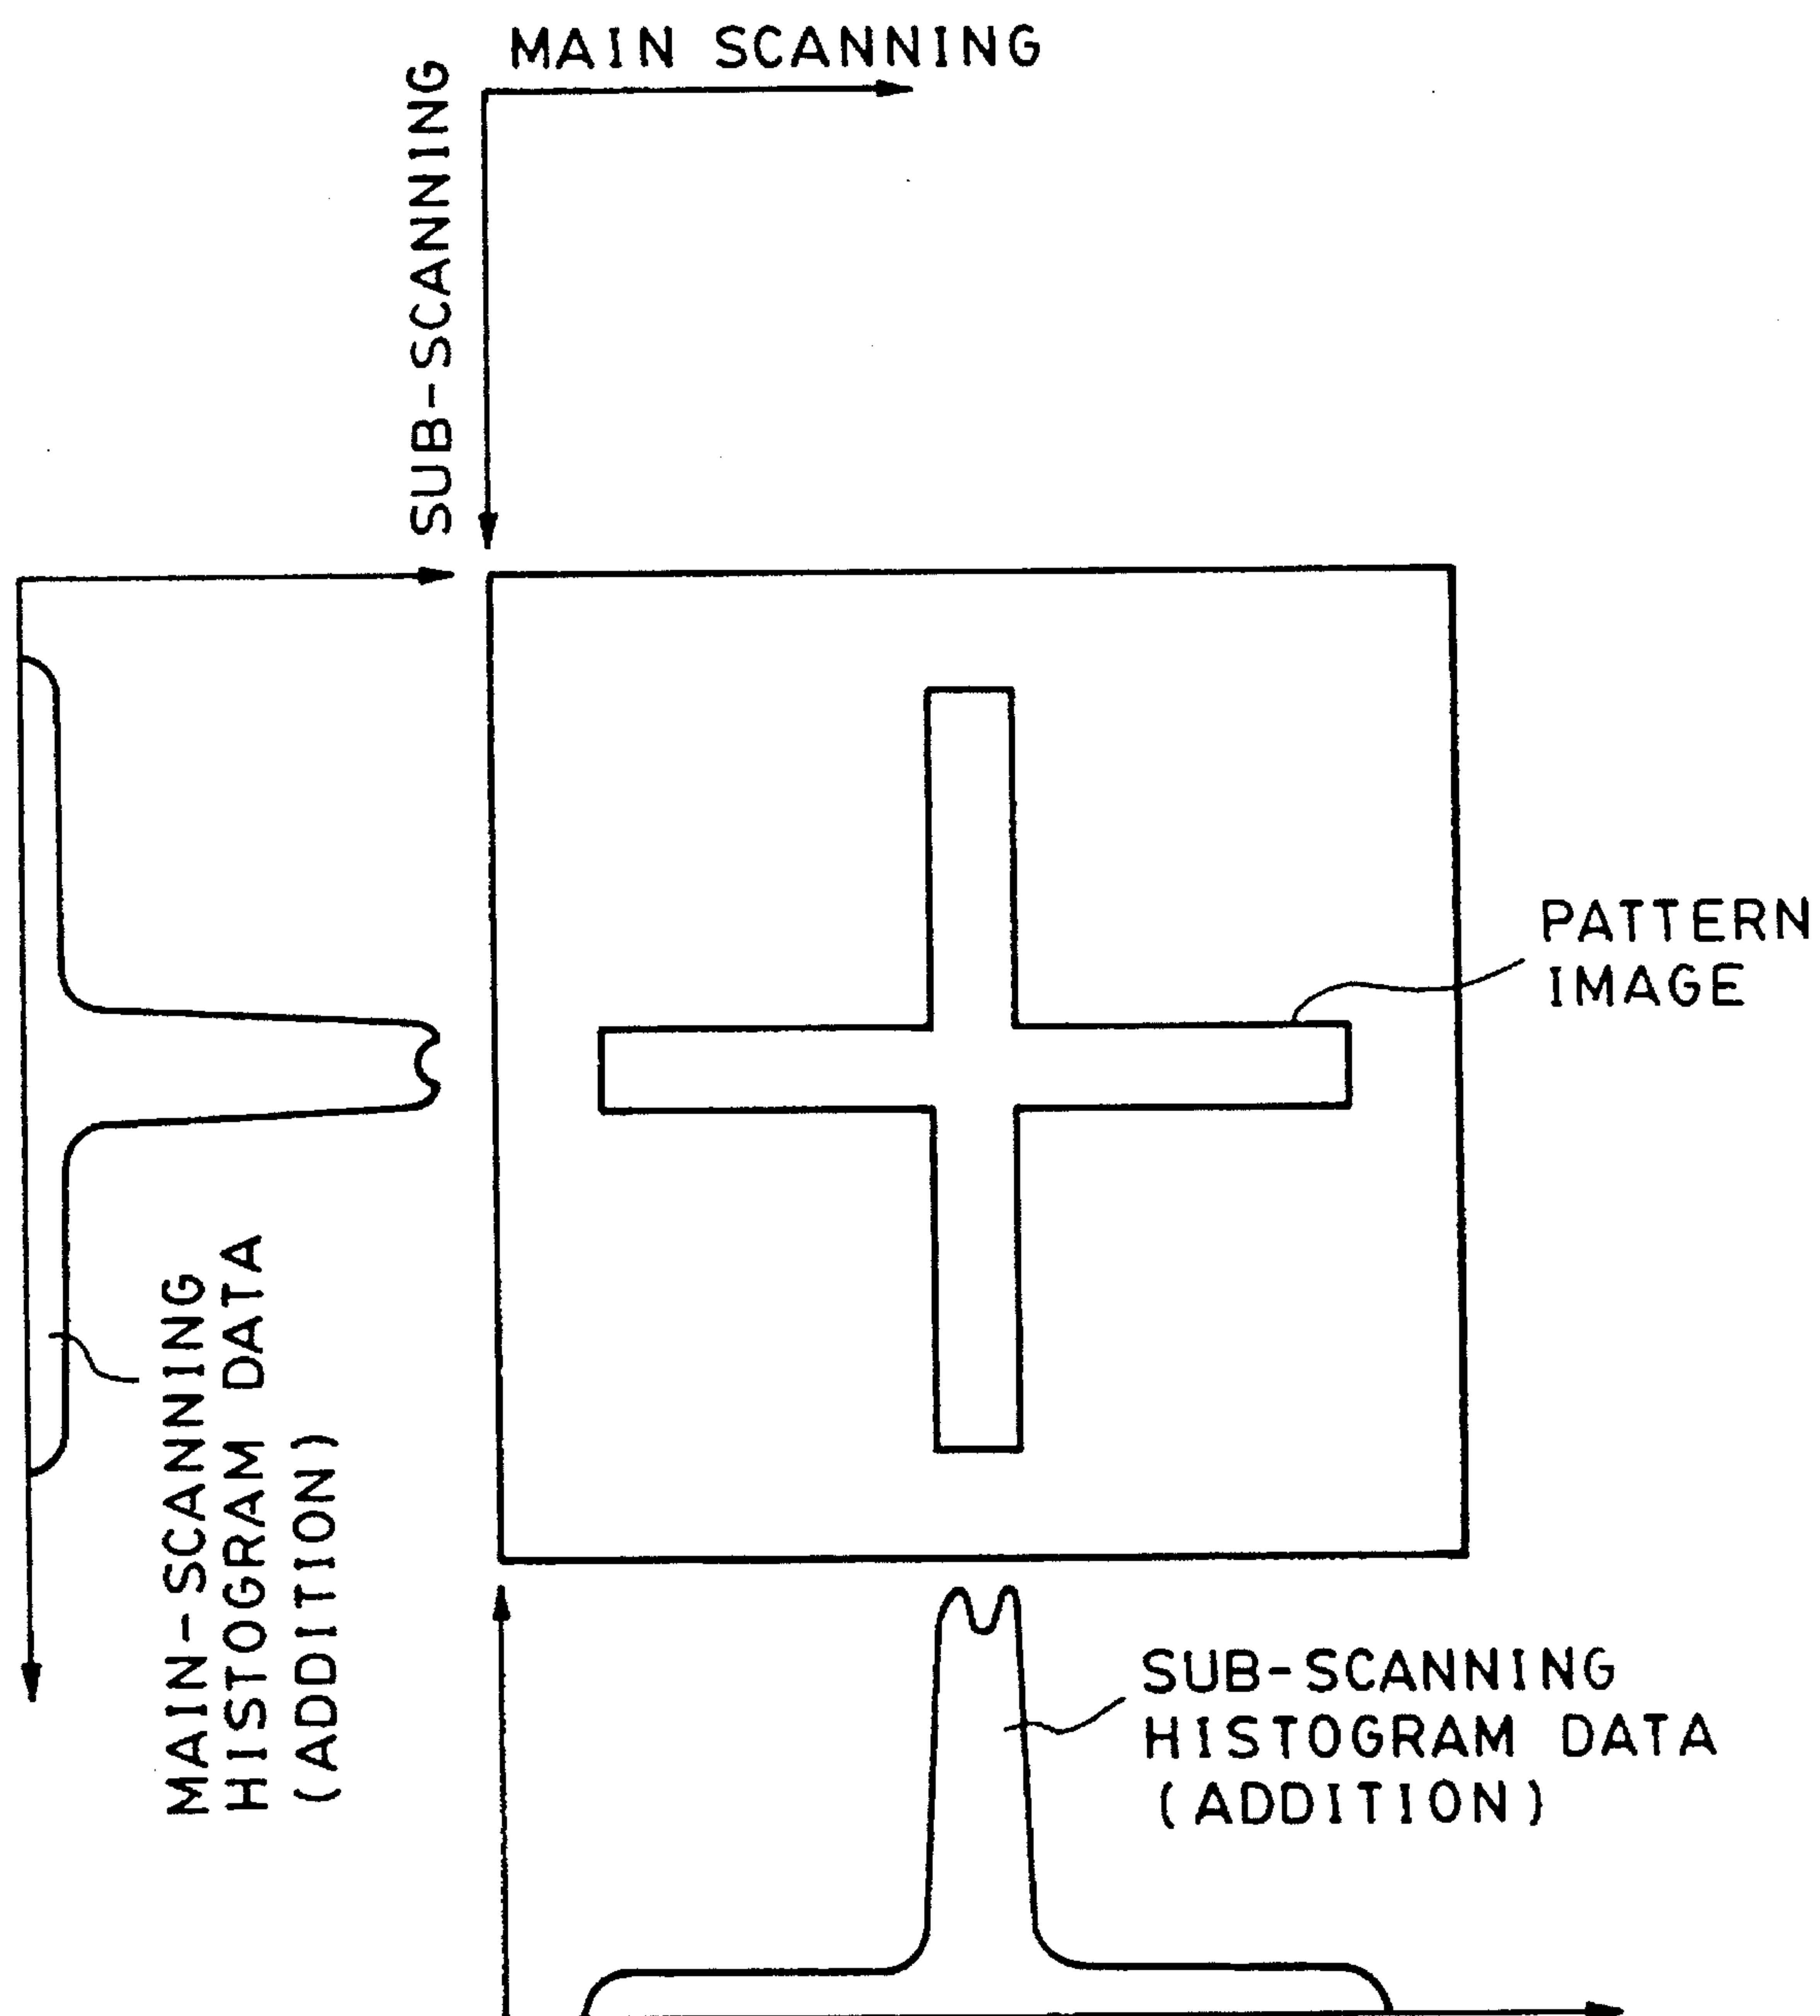 MAIN SCANNING
SUB-SCANNING
PATTERN
IMAGE
MAIN-SCANNING
HISTOGRAM DATA
(ADDITION)
SUB-SCANNING
HISTOGRAM DATA
(ADDITION)